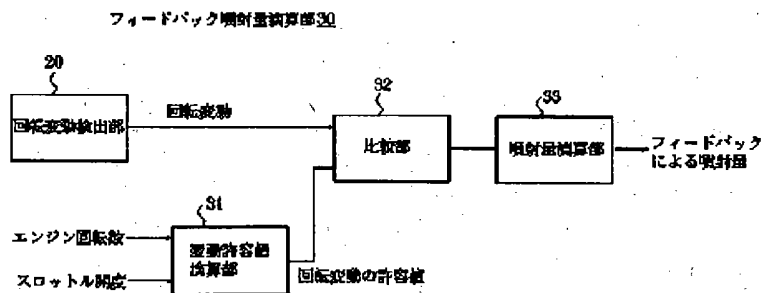 フィードバック噴射量演算部30
20
回転変動検出部
回転変動
32
比較部
33
噴射量演算部
フィードバック
による噴射量
エンジン回転数
スロットル開度
31
変動許容値
演算部
回転変動の許容値